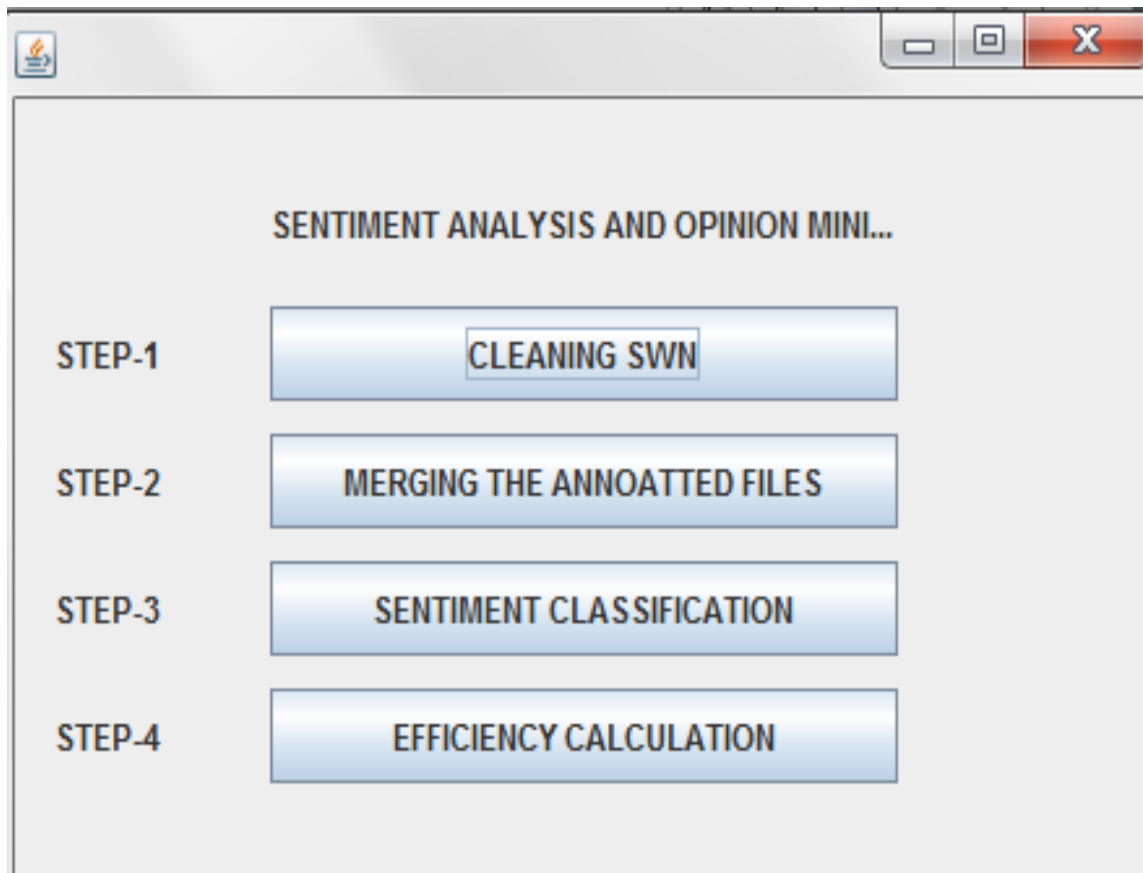 SENTIMENT ANALYSIS AND OPINION MINI...
STEP-1 CLEANING SWN
STEP-2 MERGING THE ANNOATTED FILES
STEP-3 SENTIMENT CLASSIFICATION
STEP-4 EFFICIENCY CALCULATION